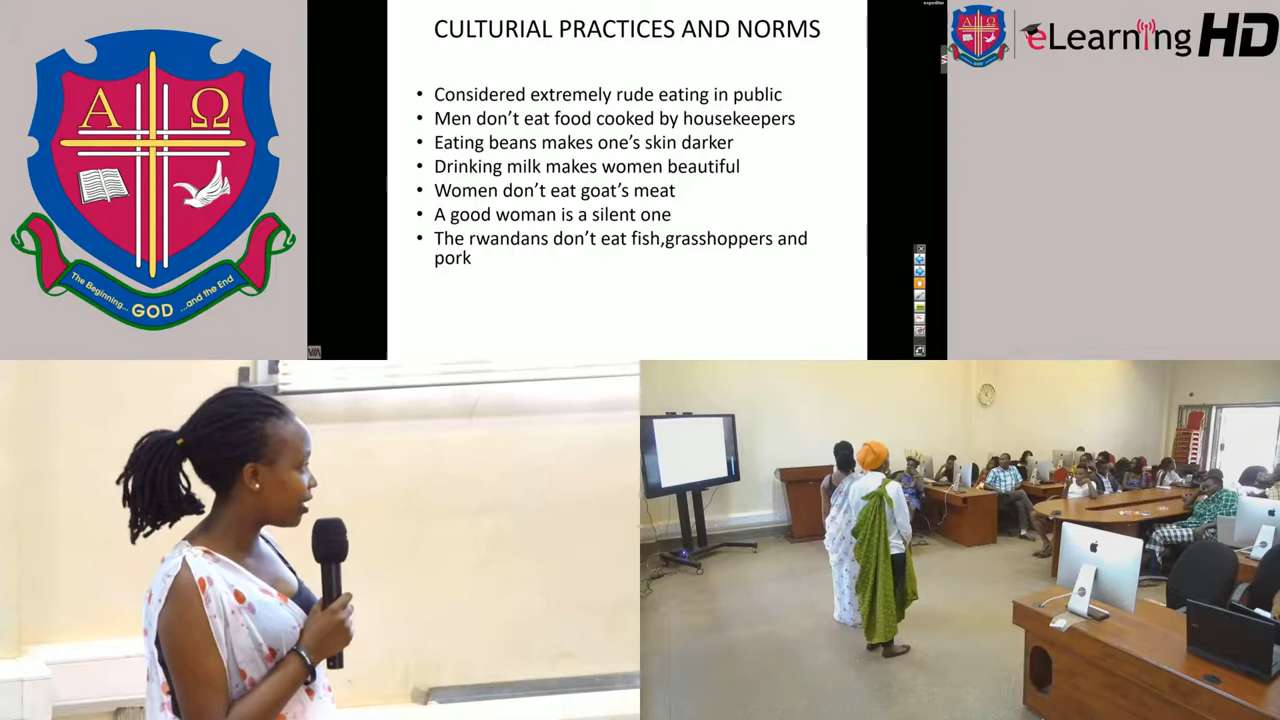 Α Ω
The Beginning... GOD ...and the End
VIA
CULTURIAL PRACTICES AND NORMS
• Considered extremely rude eating in public
• Men don’t eat food cooked by housekeepers
• Eating beans makes one’s skin darker
• Drinking milk makes women beautiful
• Women don’t eat goat’s meat
• A good woman is a silent one
• The rwandans don’t eat fish,grasshoppers and
pork
eLearning HD